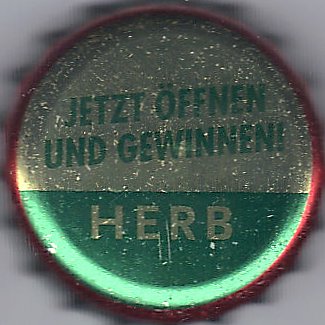 JETZT ÖFFNEN
UND GEWINNEN!
HERB